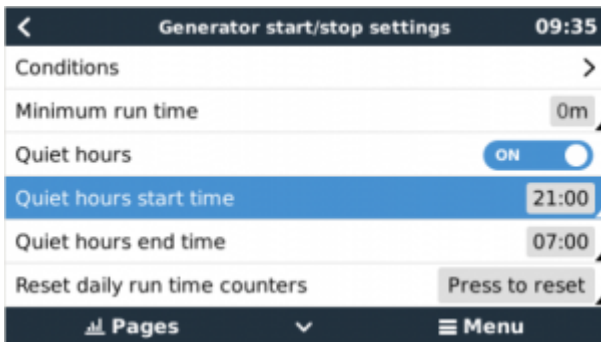 Generator start/stop settings 09:35
Conditions
Minimum run time 0m
Quiet hours ON
Quiet hours start time 21:00
Quiet hours end time 07:00
Reset daily run time counters Press to reset
Pages Menu